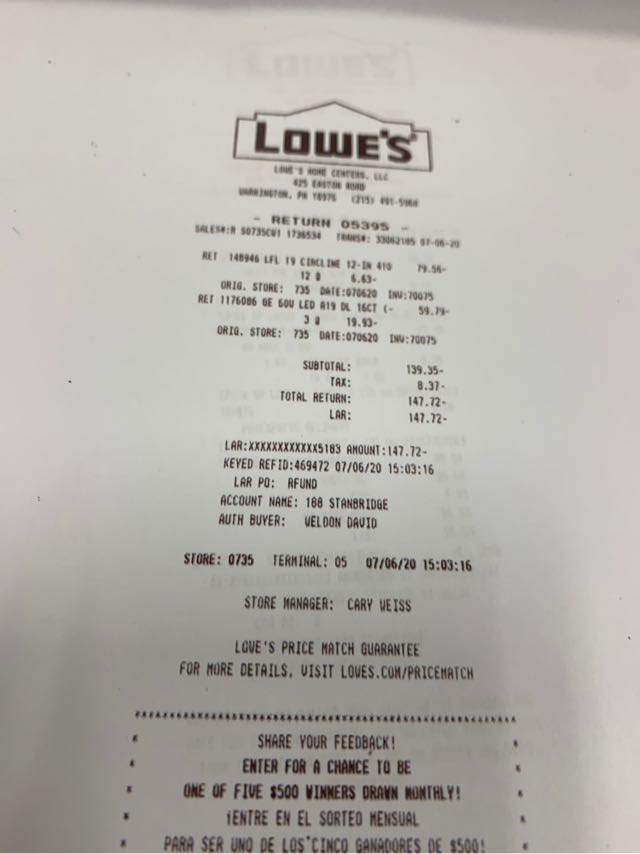 LOWE'S
LOWE'S HOME CENTERS, LLC
425 EASTON ROAD
WARRINGTON, PA 18976 (215) 491-5064
- RETURN 05395 -
SALES#:R S0735CW1 1736534 TRANS#: 33062185 07-06-20
RET 148946 LFL T9 CIRCLINE 12-IN 410 79.56-
12 @ 6.63-
ORIG. STORE: 735 DATE:070620 INV:70075
RET 1176086 GE 60W LED A19 DL 16CT (- 59.79-
3 @ 19.93-
ORIG. STORE: 735 DATE:070620 INV:70075
SUBTOTAL: 139.35-
TAX: 8.37-
TOTAL RETURN: 147.72-
LAR: 147.72-
LAR:XXXXXXXXXXXX5183 AMOUNT:147.72-
KEYED REFID:469472 07/06/20 15:03:16
LAR PO: RFUND
ACCOUNT NAME: 188 STANBRIDGE
AUTH BUYER: WELDON DAVID
STORE: 0735 TERMINAL: 05 07/06/20 15:03:16
STORE MANAGER: CARY WEISS
LOWE'S PRICE MATCH GUARANTEE
FOR MORE DETAILS, VISIT LOWES.COM/PRICEMATCH
* SHARE YOUR FEEDBACK! *
* ENTER FOR A CHANCE TO BE *
* ONE OF FIVE $500 WINNERS DRAWN MONTHLY! *
* ¡ENTRE EN EL SORTEO MENSUAL *
* PARA SER UNO DE LOS CINCO GANADORES DE $500! *